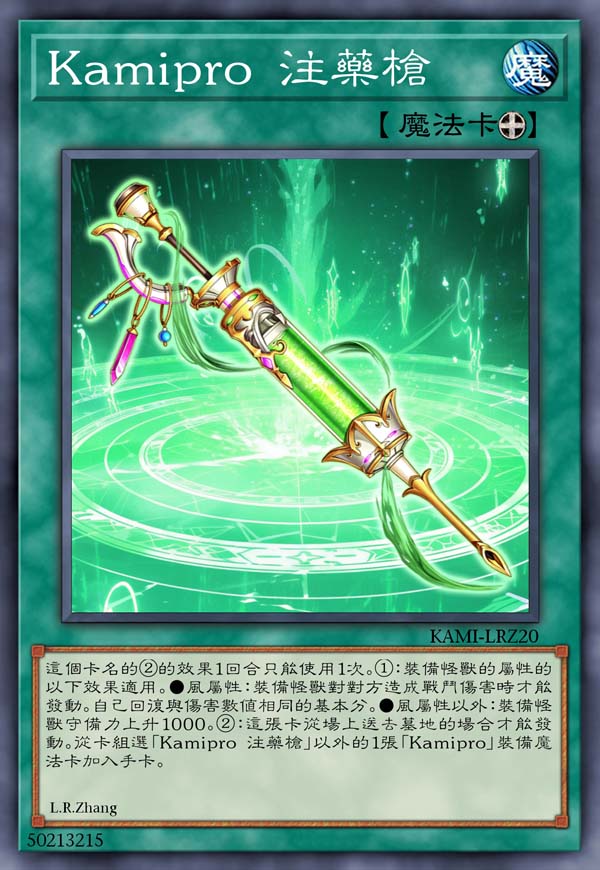 Kamipro 注藥槍
魔
【魔法卡】
KAMI-LRZ20
這個卡名的②的效果1回合只能使用1次。①:裝備怪獸的屬性的
以下效果適用。●風屬性:裝備怪獸對對方造成戰鬥傷害時才能
發動。自己回復與傷害數值相同的基本分。●風屬性以外:裝備怪
獸守備力上升1000。②:這張卡從場上送去墓地的場合才能發
動。從卡組選「Kamipro 注藥槍」以外的1張「Kamipro」裝備魔
法卡加入手卡。
L.R.Zhang
50213215